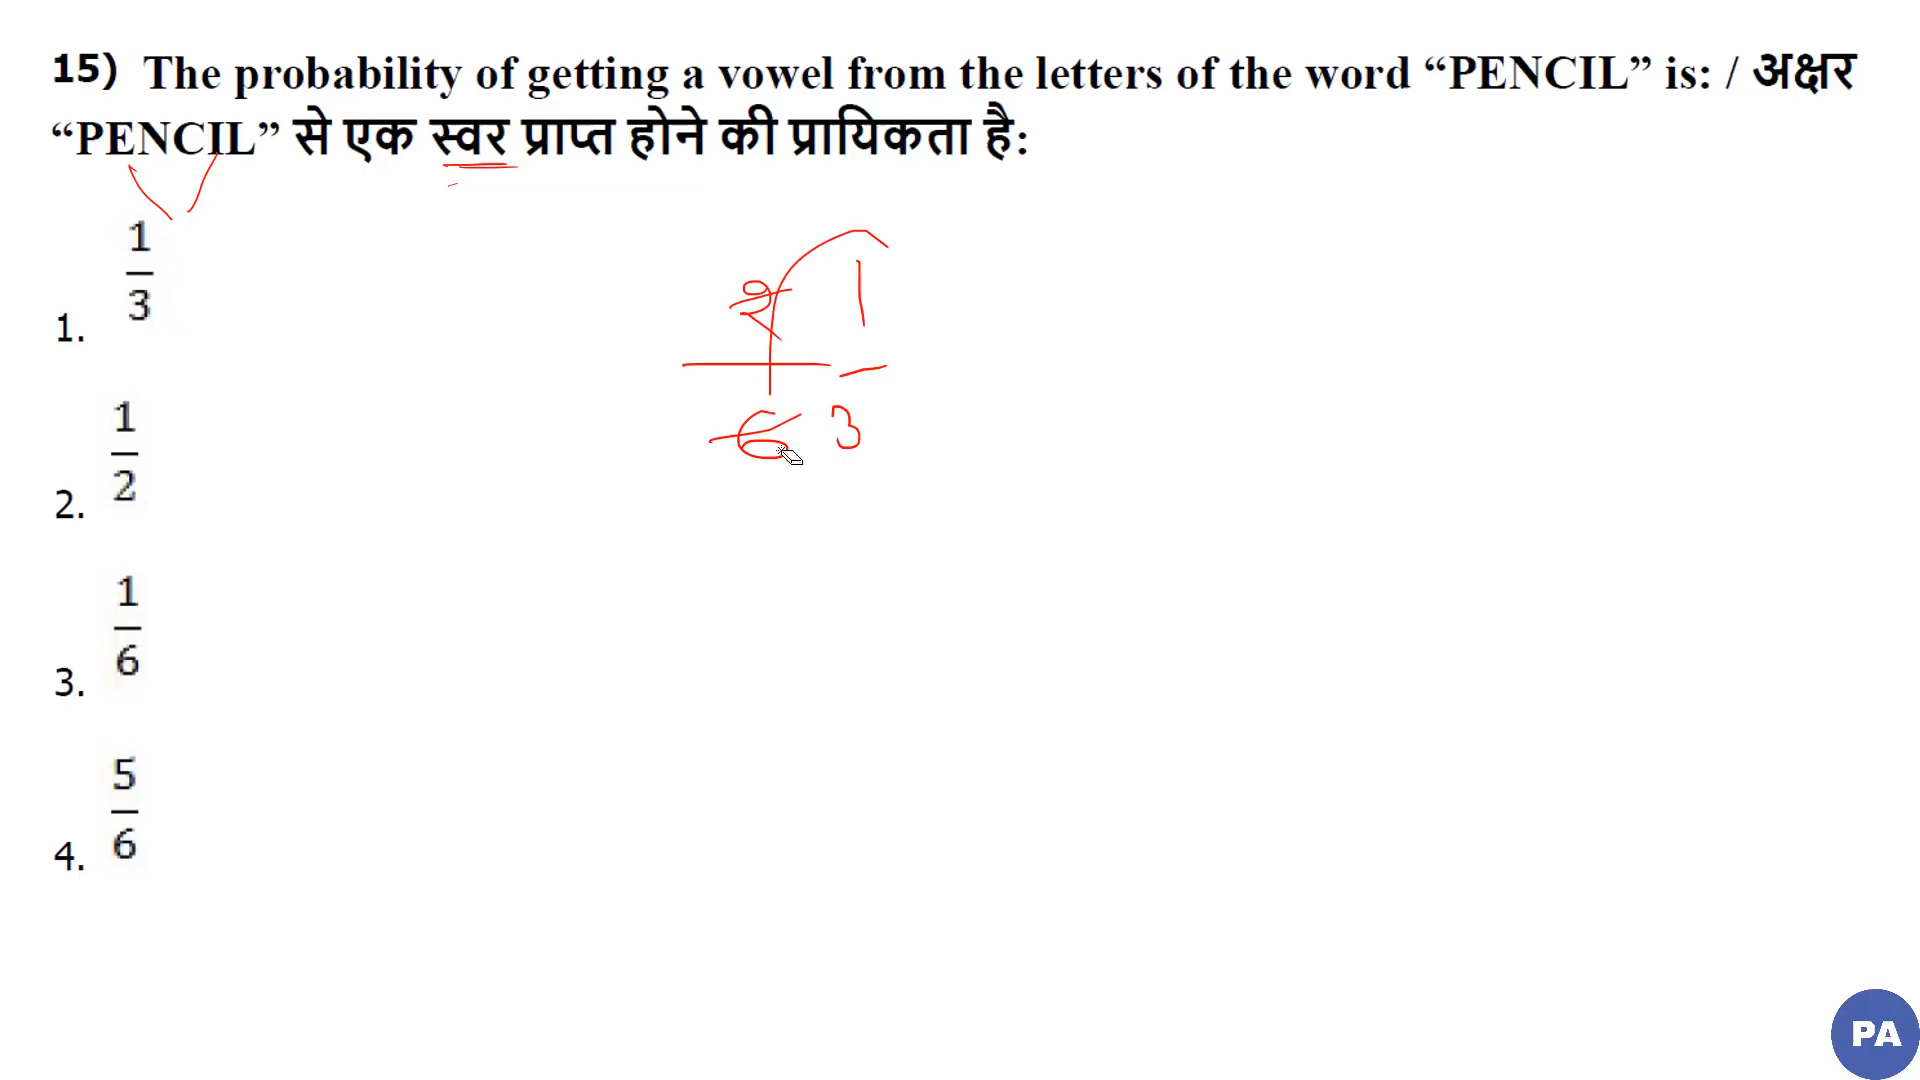 15) The probability of getting a vowel from the letters of the word “PENCIL” is: / अक्षर
“PENCIL” से एक स्वर प्राप्त होने की प्रायिकता है:
1. 1/3
2. 1/2
3. 1/6
4. 5/6
2 1
6 3
PA